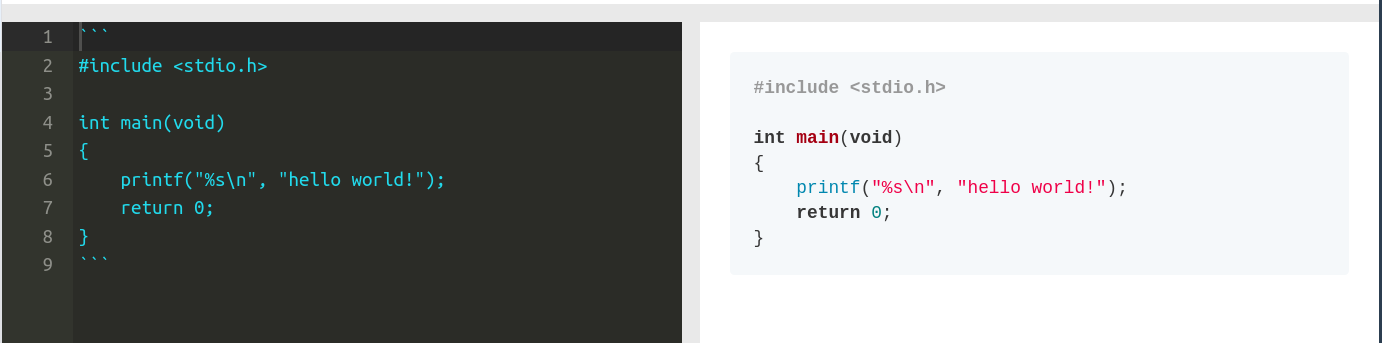 1 ```
2 #include <stdio.h>
3
4 int main(void)
5 {
6     printf("%s\n", "hello world!");
7     return 0;
8 }
9 ```
#include <stdio.h>

int main(void)
{
    printf("%s\n", "hello world!");
    return 0;
}